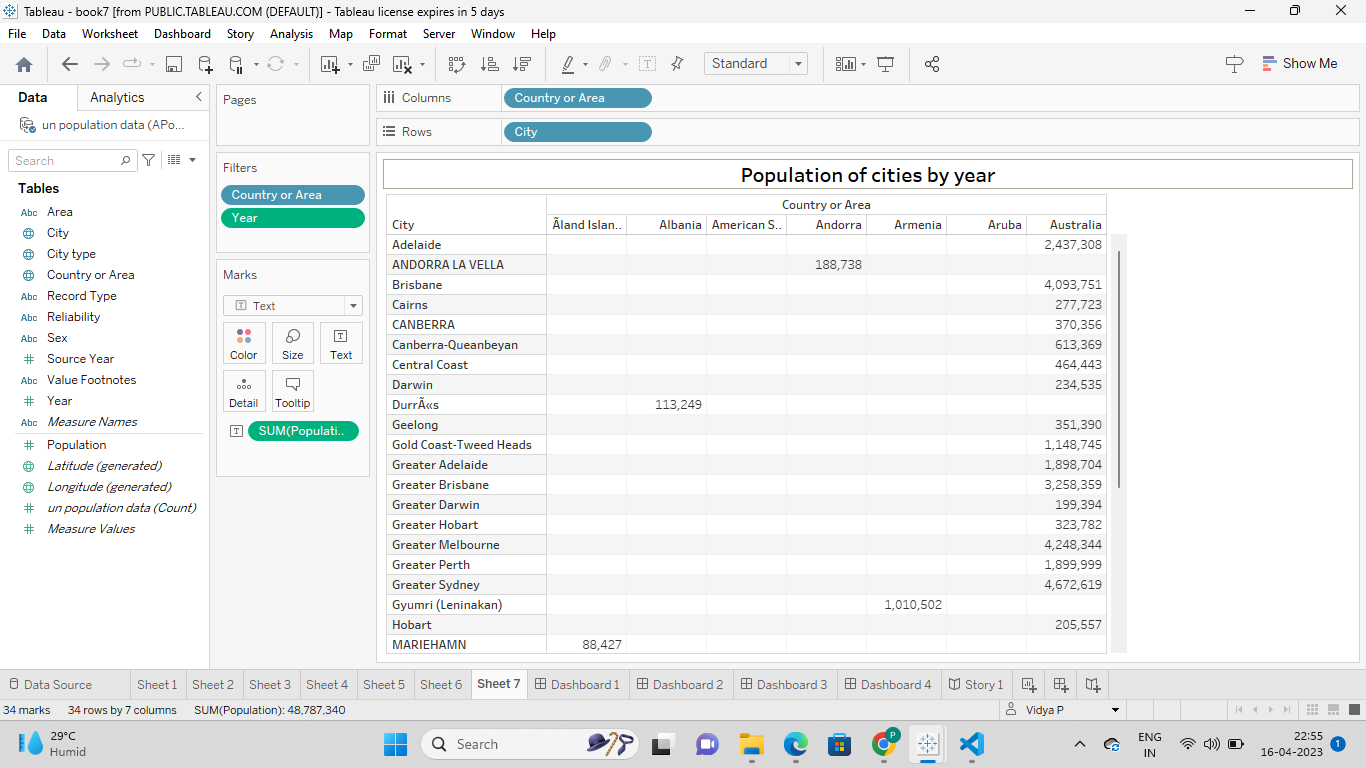 Tableau - book7 [from PUBLIC.TABLEAU.COM (DEFAULT)] - Tableau license expires in 5 days
File Data Worksheet Dashboard Story Analysis Map Format Server Window Help
Standard Show Me
Data Analytics
un population data (APo...
Search
Tables
Abc Area
City
City type
Country or Area
Abc Record Type
Abc Reliability
Abc Sex
Source Year
Abc Value Footnotes
Year
Abc Measure Names
Population
Latitude (generated)
Longitude (generated)
un population data (Count)
Measure Values
Pages
Filters
Country or Area
Year
Marks
Text
Color Size Text
Detail Tooltip
SUM(Populati..
Columns Country or Area
Rows City
Population of cities by year
Country or Area
City Ãland Islan.. Albania American S.. Andorra Armenia Aruba Australia
Adelaide 2,437,308
ANDORRA LA VELLA 188,738
Brisbane 4,093,751
Cairns 277,723
CANBERRA 370,356
Canberra-Queanbeyan 613,369
Central Coast 464,443
Darwin 234,535
DurrÃ«s 113,249
Geelong 351,390
Gold Coast-Tweed Heads 1,148,745
Greater Adelaide 1,898,704
Greater Brisbane 3,258,359
Greater Darwin 199,394
Greater Hobart 323,782
Greater Melbourne 4,248,344
Greater Perth 1,899,999
Greater Sydney 4,672,619
Gyumri (Leninakan) 1,010,502
Hobart 205,557
MARIEHAMN 88,427
Data Source Sheet 1 Sheet 2 Sheet 3 Sheet 4 Sheet 5 Sheet 6 Sheet 7 Dashboard 1 Dashboard 2 Dashboard 3 Dashboard 4 Story 1
34 marks 34 rows by 7 columns SUM(Population): 48,787,340 Vidya P
29°C
Humid
Search
P
ENG
IN
22:55
16-04-2023
1